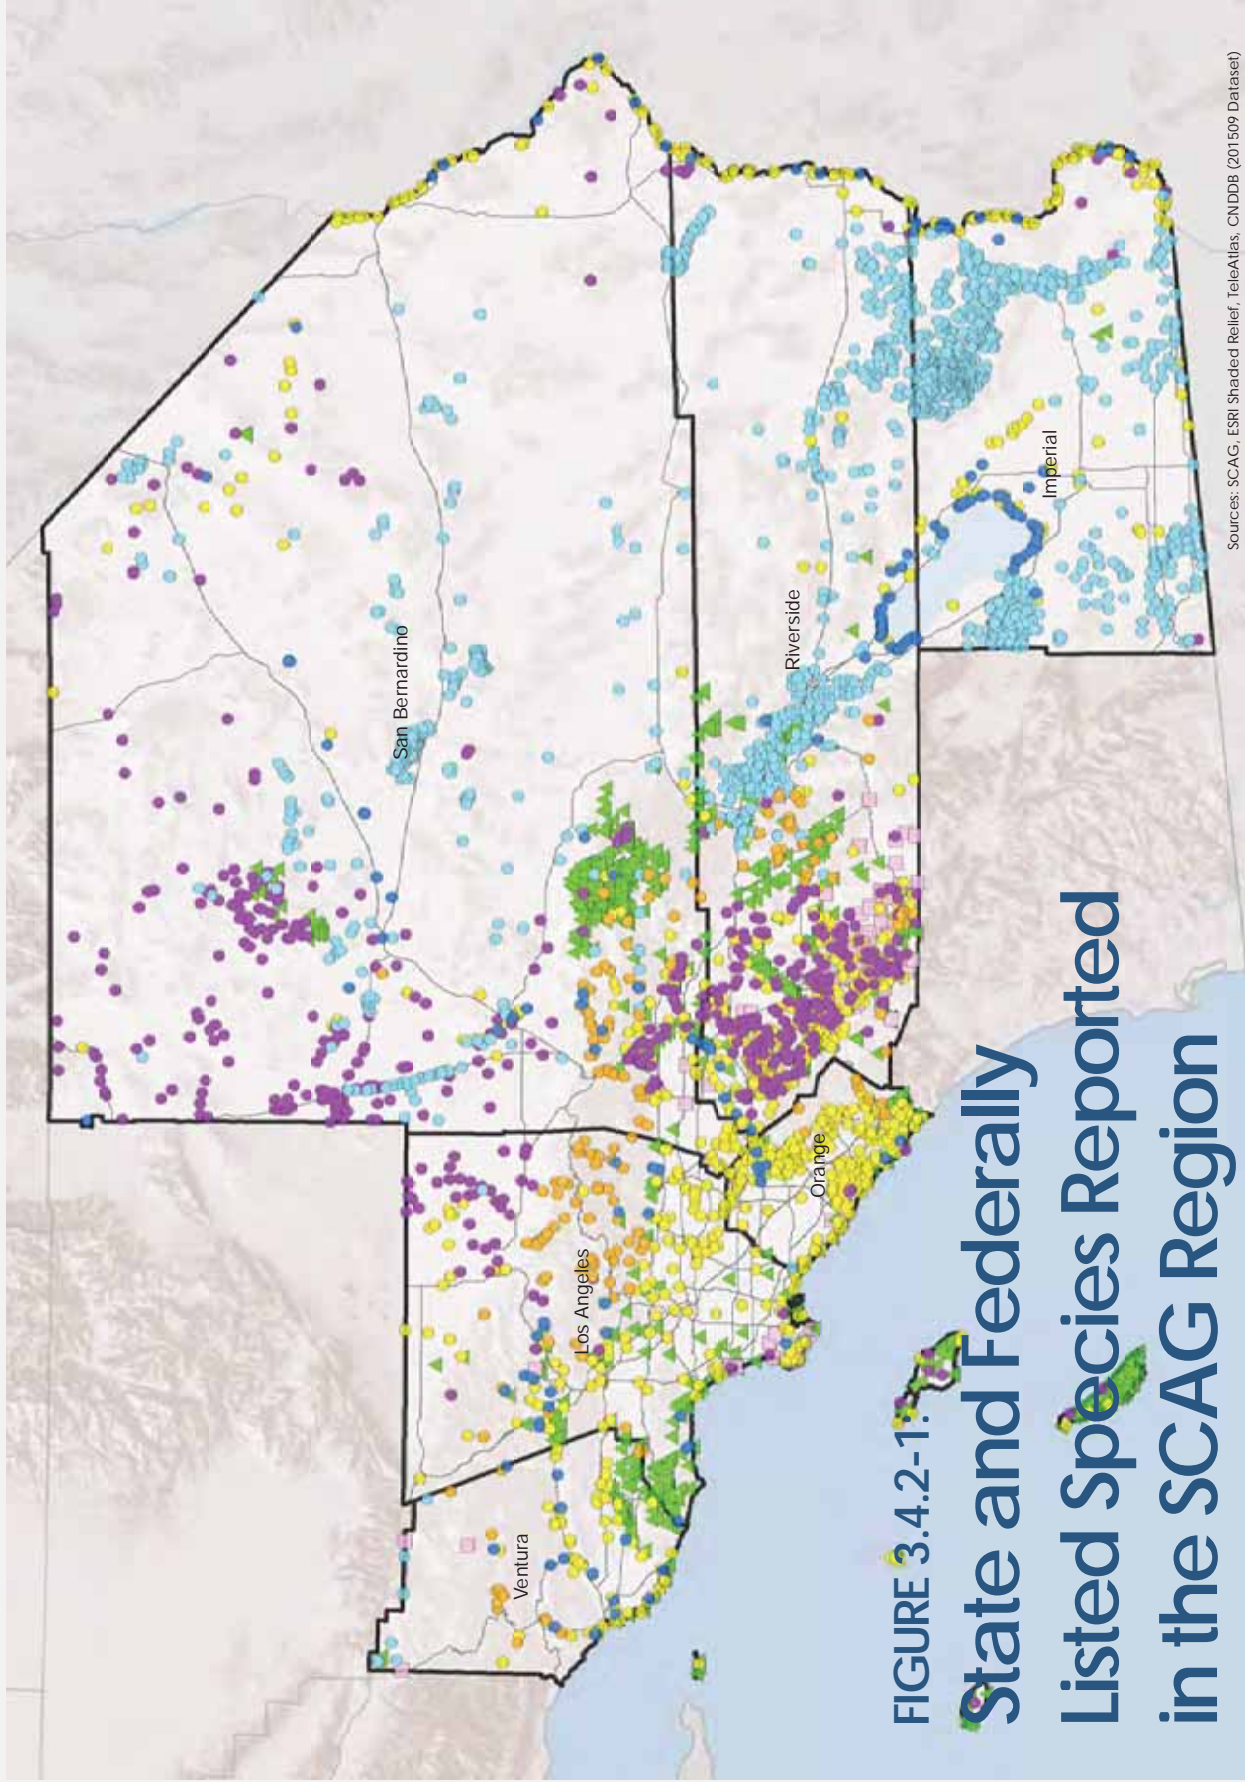 San Bernardino
Riverside
Imperial
Los Angeles
Ventura
Orange
FIGURE 3.4.2-1:
State and Federally
Listed Species Reported
in the SCAG Region
Sources: SCAG, ESRI Shaded Relief, TeleAtlas, CNDDB (201509 Dataset)